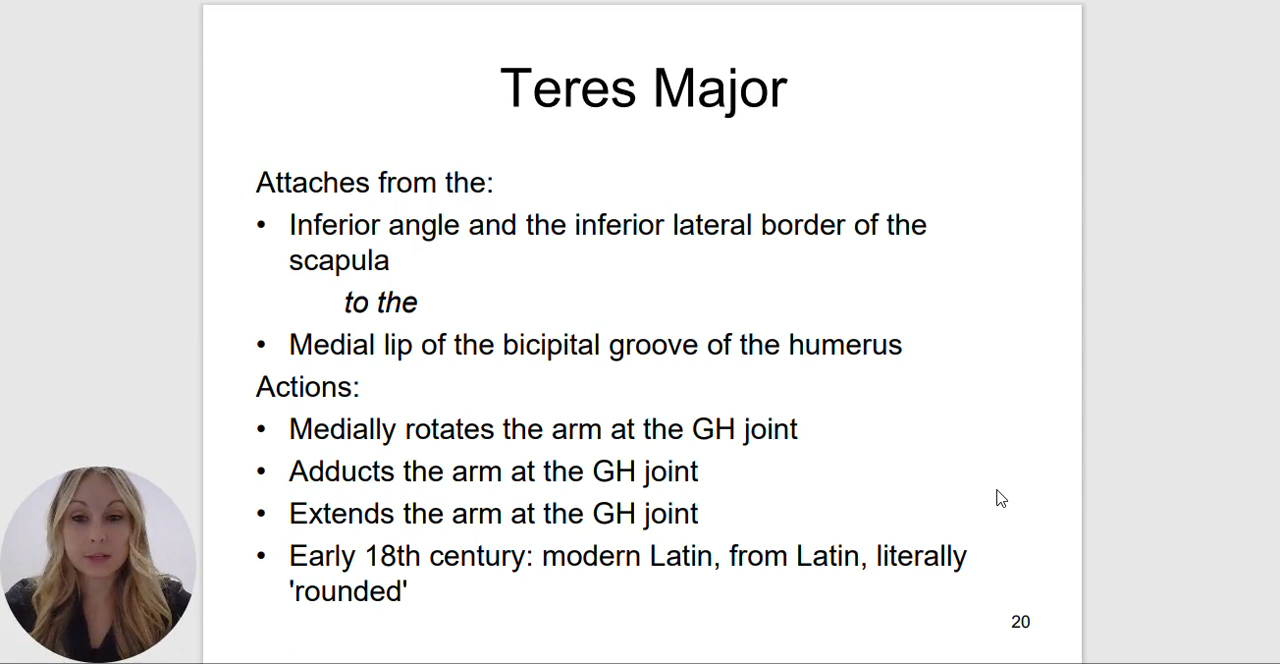 Teres Major
Attaches from the:
• Inferior angle and the inferior lateral border of the
scapula
to the
• Medial lip of the bicipital groove of the humerus
Actions:
• Medially rotates the arm at the GH joint
• Adducts the arm at the GH joint
• Extends the arm at the GH joint
• Early 18th century: modern Latin, from Latin, literally
'rounded'
20